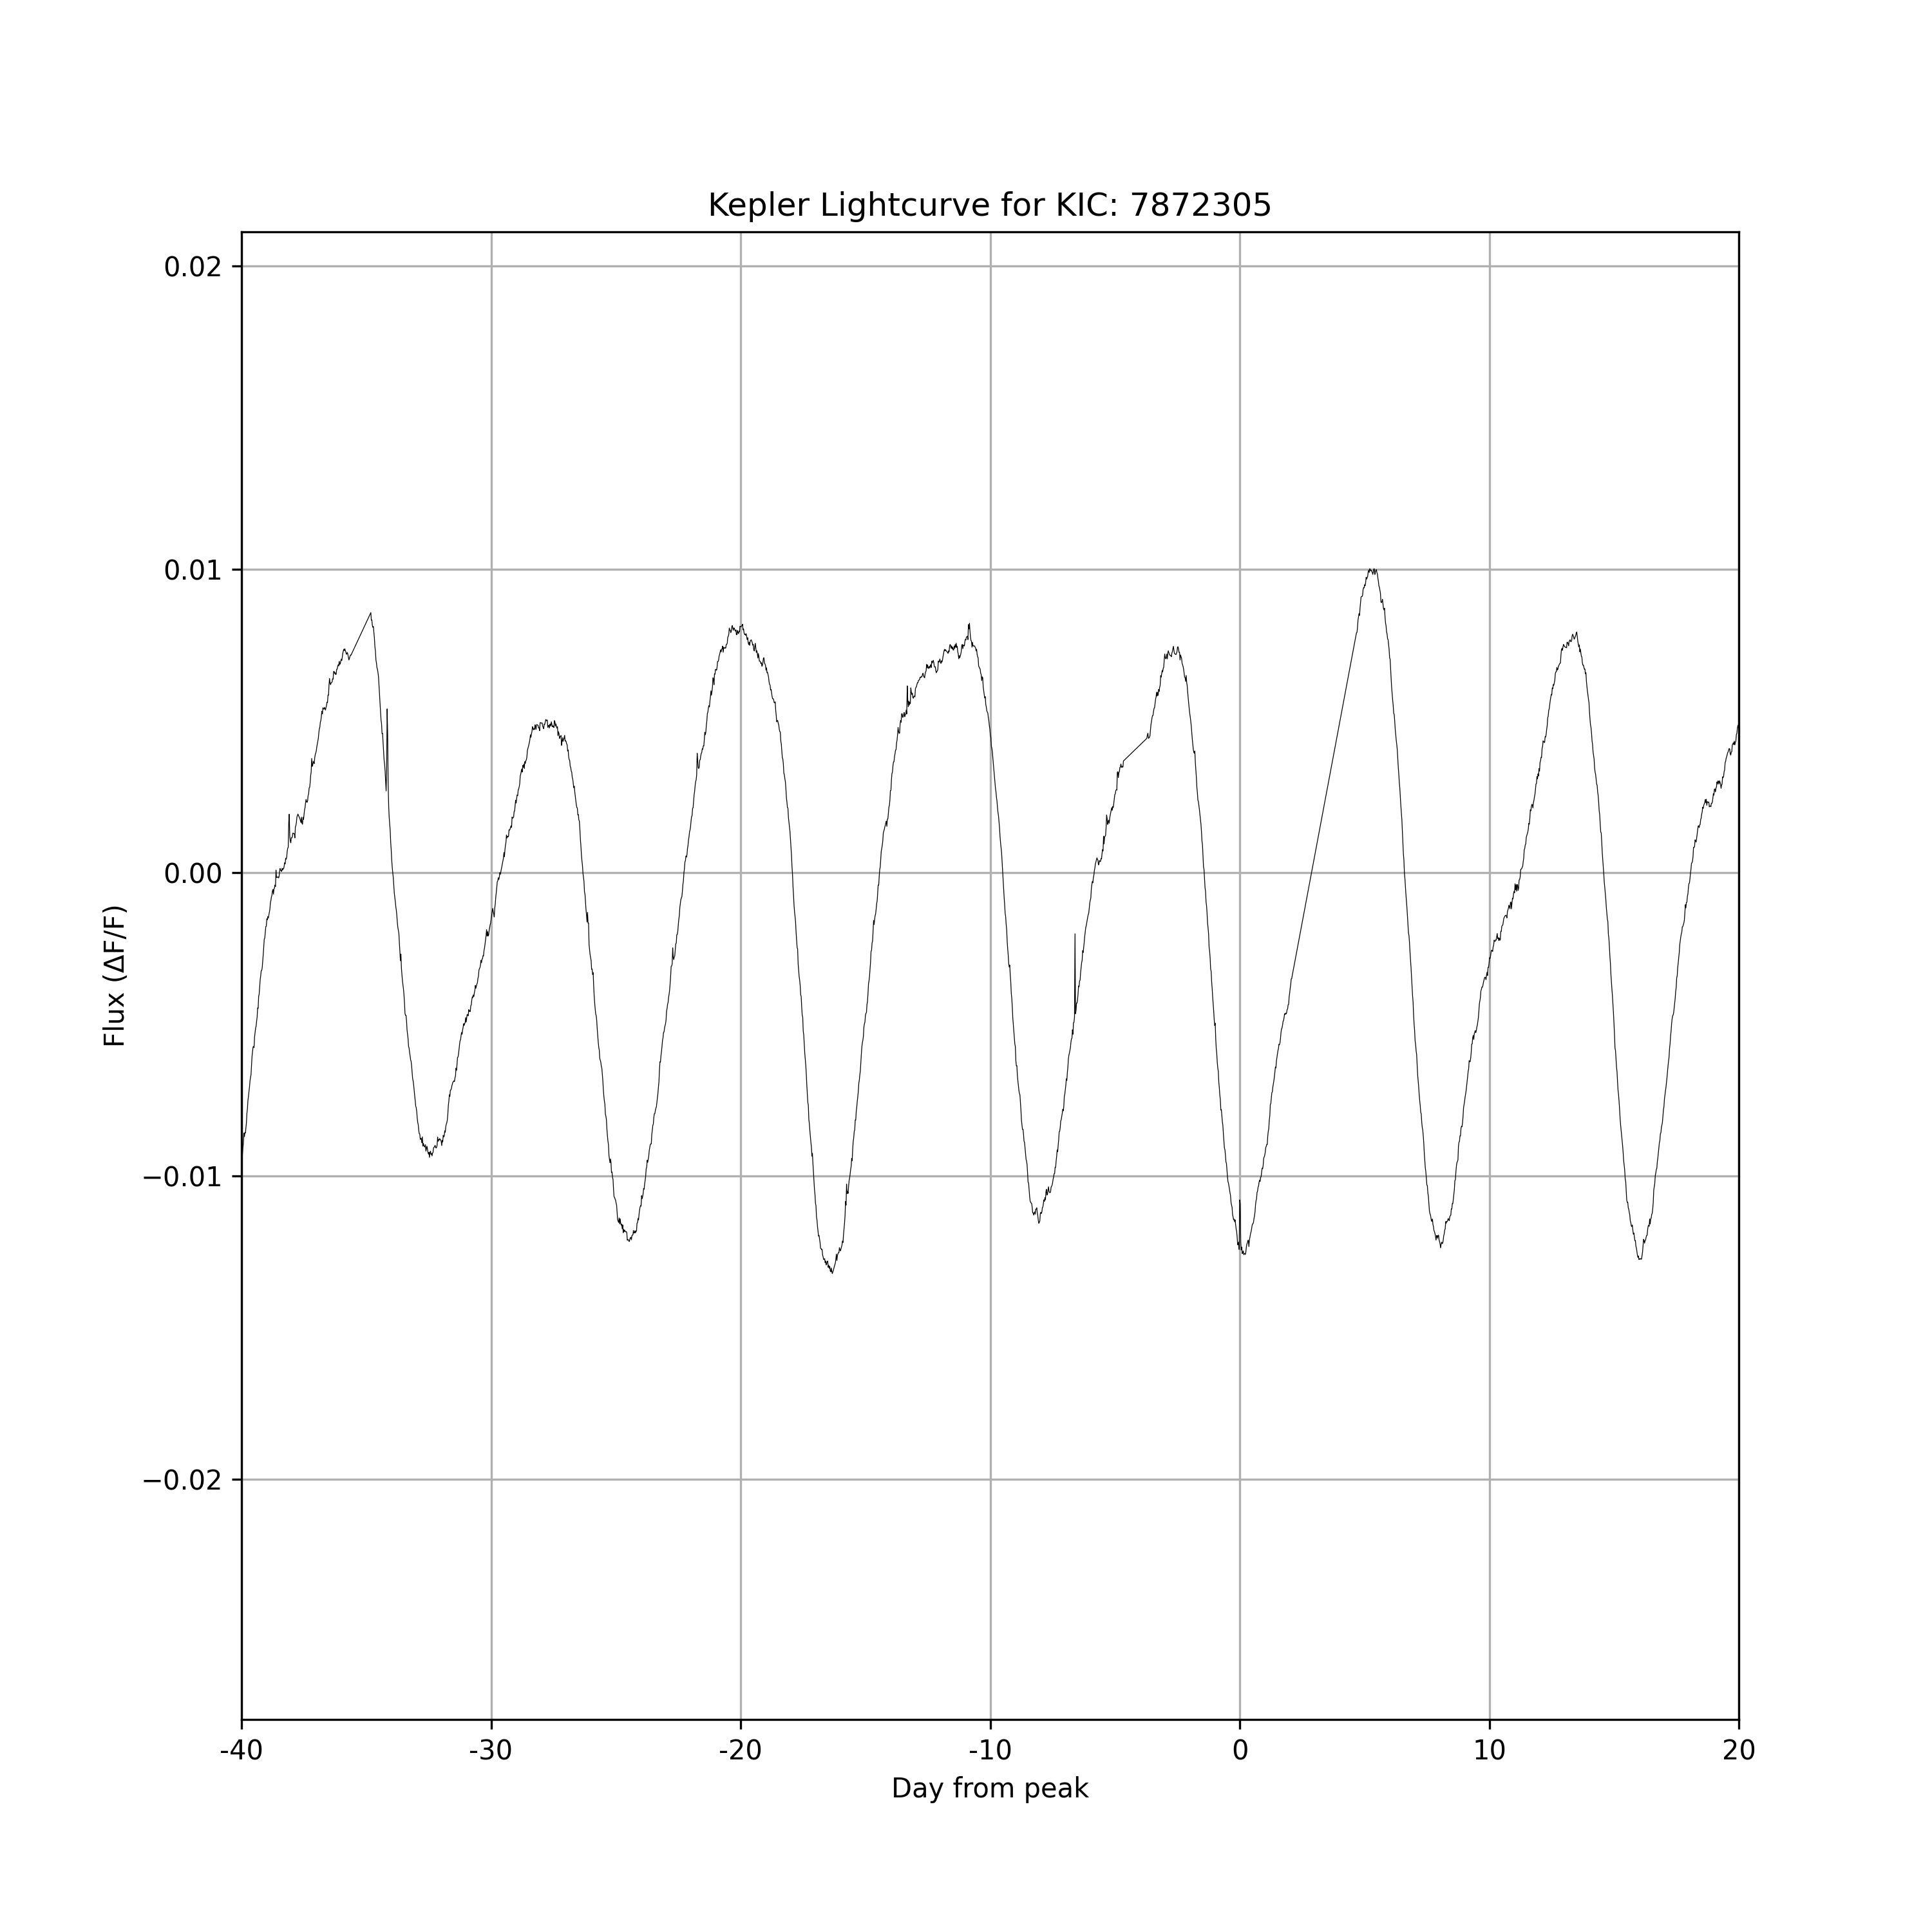 Kepler Lightcurve for KIC: 7872305
0.02
0.01
0.00
−0.01
−0.02
Flux (ΔF/F)
-40 -30 -20 -10 0 10 20
Day from peak